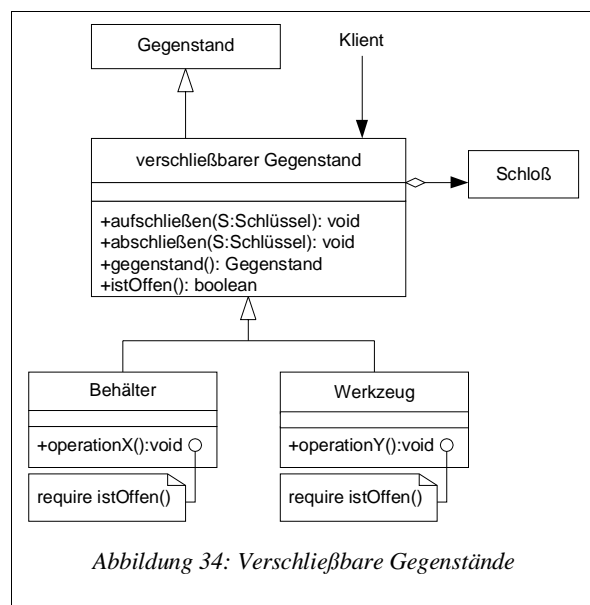 Gegenstand
Klient
verschließbarer Gegenstand
Schloß
+aufschließen(S:Schlüssel): void
+abschließen(S:Schlüssel): void
+gegenstand(): Gegenstand
+istOffen(): boolean
Behälter
Werkzeug
+operationX():void
+operationY():void
require istOffen()
require istOffen()
Abbildung 34: Verschließbare Gegenstände